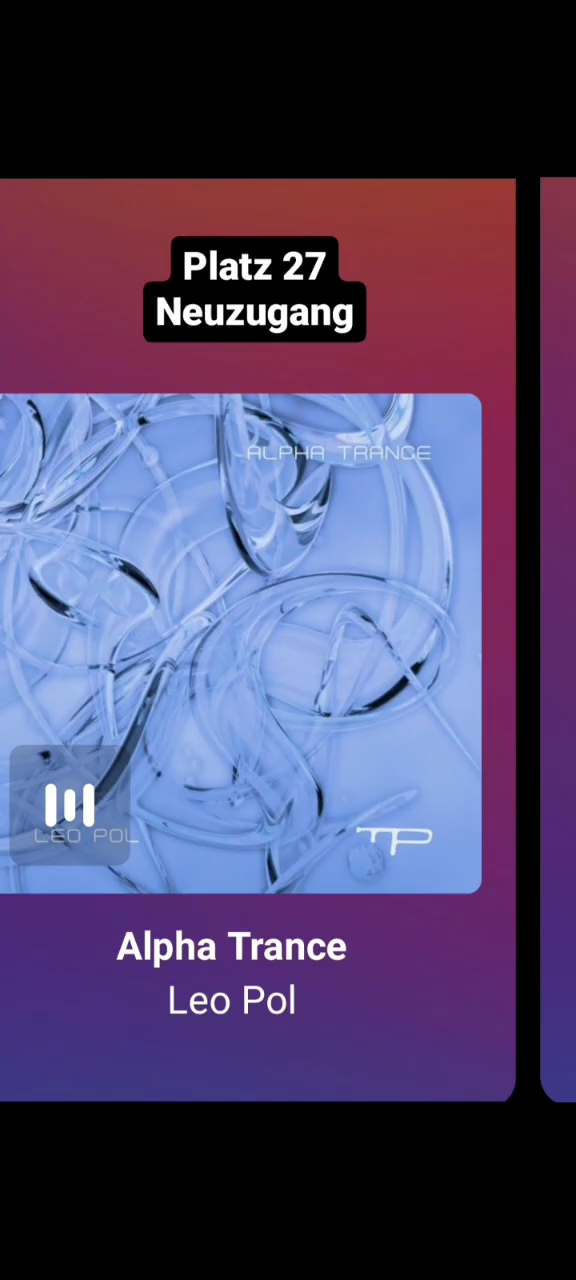 Platz 27
Neuzugang
ALPHA TRANCE
LEO POL
TP
Alpha Trance
Leo Pol